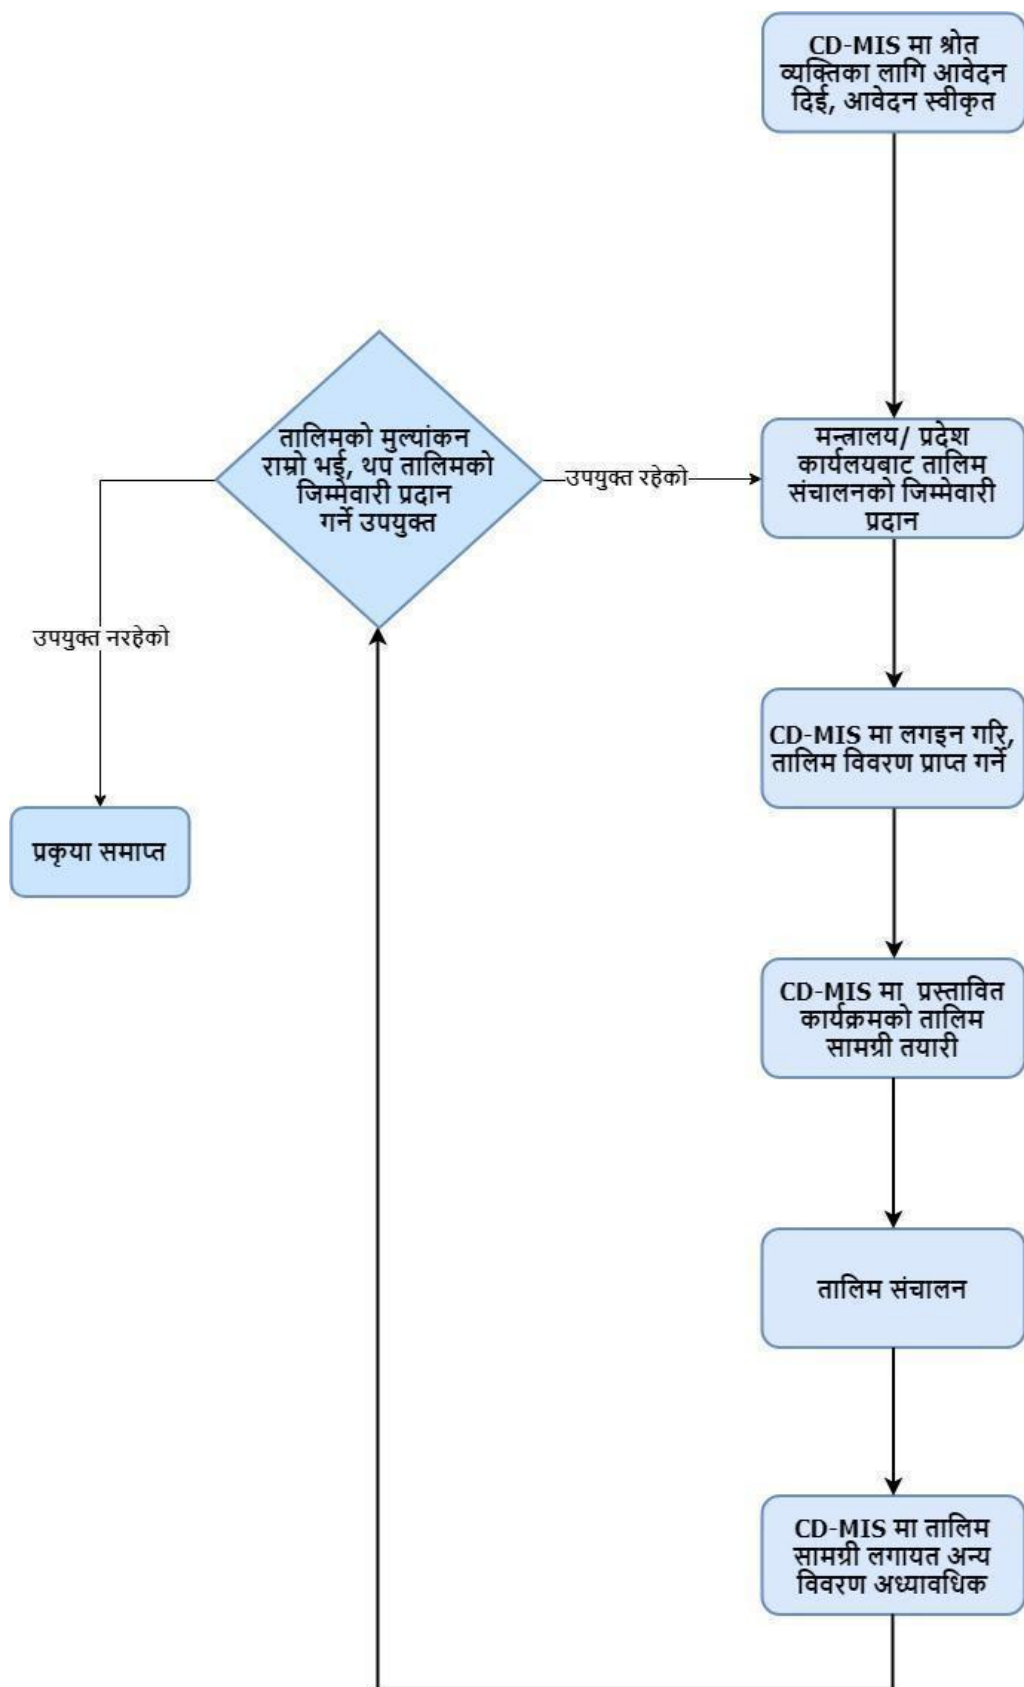 CD-MIS मा श्रोत
व्यक्तिका लागि आवेदन
दिई, आवेदन स्वीकृत
तालिमको मुल्यांकन
राम्रो भई, थप तालिमको
जिम्मेवारी प्रदान
गर्ने उपयुक्त
उपयुक्त रहेको
मन्त्रालय/ प्रदेश
कार्यलयबाट तालिम
संचालनको जिम्मेवारी
प्रदान
उपयुक्त नरहेको
CD-MIS मा लगइन गरि,
तालिम विवरण प्राप्त गर्ने
प्रकृया समाप्त
CD-MIS मा प्रस्तावित
कार्यक्रमको तालिम
सामग्री तयारी
तालिम संचालन
CD-MIS मा तालिम
सामग्री लगायत अन्य
विवरण अध्यावधिक